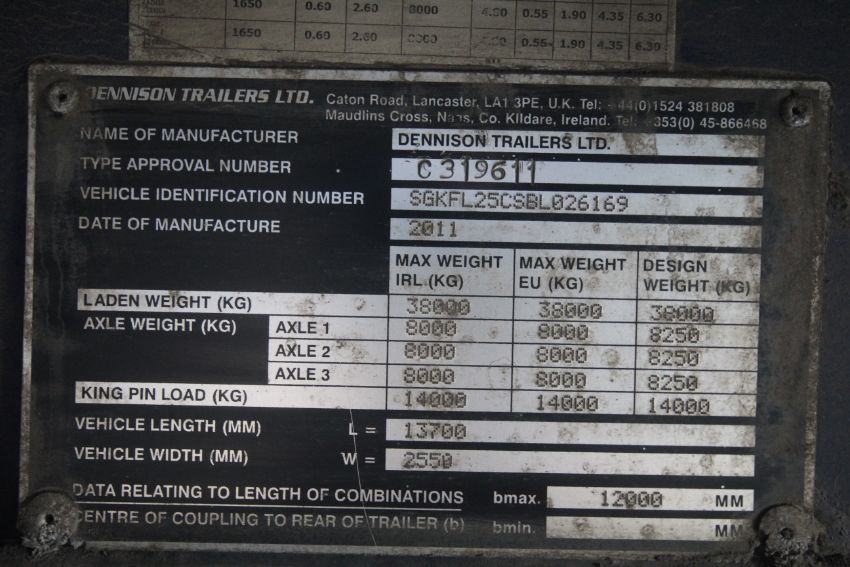 1650 0.60 2.60 8000 4.80 0.55 1.90 4.35 6.30
1650 0.60 2.60 0.55 1.90 4.35 6.30
DENNISON TRAILERS LTD. Caton Road, Lancaster, LA1 3PE, U.K. Tel: +44(0)1524 381808
Maudlins Cross, Naas, Co. Kildare, Ireland. Tel: +353(0) 45-866468
NAME OF MANUFACTURER DENNISON TRAILERS LTD.
TYPE APPROVAL NUMBER C319611
VEHICLE IDENTIFICATION NUMBER SGKFL25CSBL026169
DATE OF MANUFACTURE 2011
MAX WEIGHT IRL (KG) MAX WEIGHT EU (KG) DESIGN WEIGHT (KG)
LADEN WEIGHT (KG) 38000 38000 38000
AXLE WEIGHT (KG) AXLE 1 8000 8000 8250
AXLE 2 8000 8000 8250
AXLE 3 8000 8000 8250
KING PIN LOAD (KG) 14000 14000 14000
VEHICLE LENGTH (MM) L = 13700
VEHICLE WIDTH (MM) W = 2550
DATA RELATING TO LENGTH OF COMBINATIONS bmax. 12000 MM
CENTRE OF COUPLING TO REAR OF TRAILER (b) bmin. MM